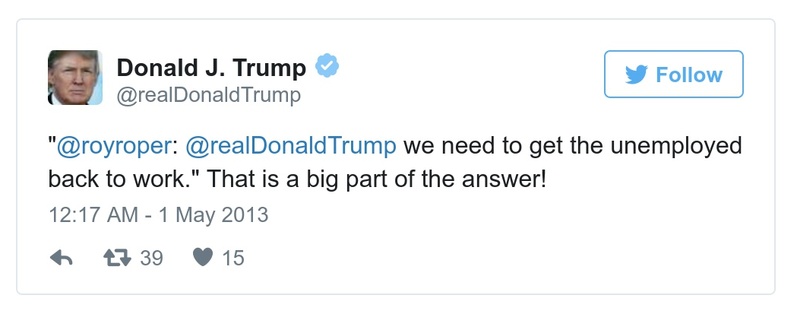 Donald J. Trump
@realDonaldTrump
Follow
"@royroper: @realDonaldTrump we need to get the unemployed
back to work." That is a big part of the answer!
12:17 AM - 1 May 2013
39 15